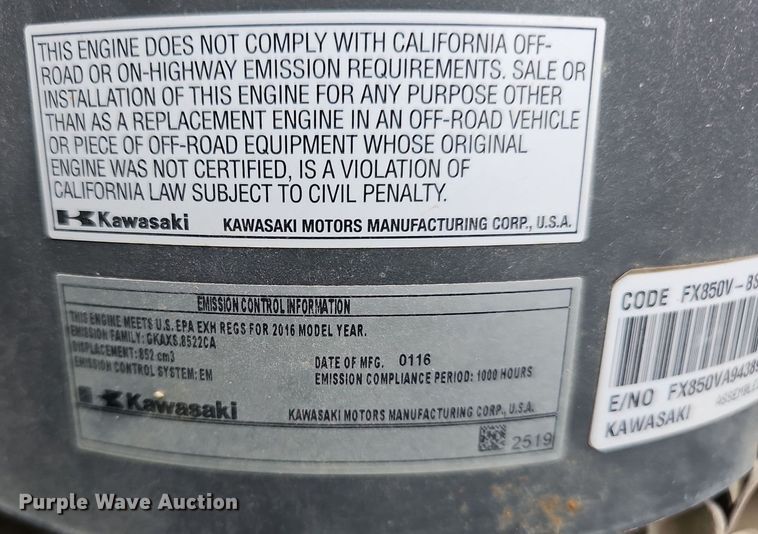 THIS ENGINE DOES NOT COMPLY WITH CALIFORNIA OFF-
ROAD OR ON-HIGHWAY EMISSION REQUIREMENTS. SALE OR
INSTALLATION OF THIS ENGINE FOR ANY PURPOSE OTHER
THAN AS A REPLACEMENT ENGINE IN AN OFF-ROAD VEHICLE
OR PIECE OF OFF-ROAD EQUIPMENT WHOSE ORIGINAL
ENGINE WAS NOT CERTIFIED, IS A VIOLATION OF
CALIFORNIA LAW SUBJECT TO CIVIL PENALTY.
Kawasaki KAWASAKI MOTORS MANUFACTURING CORP., U.S.A.
EMISSION CONTROL INFORMATION
THIS ENGINE MEETS U.S. EPA EXH REGS FOR 2016 MODEL YEAR.
EMISSION FAMILY: GKAXS.8522CA
DISPLACEMENT: 852 cm3
DATE OF MFG. 0116
EMISSION CONTROL SYSTEM: EM
EMISSION COMPLIANCE PERIOD: 1000 HOURS
Kawasaki KAWASAKI MOTORS MANUFACTURING CORP., U.S.A.
2519
CODE FX850V-
E/NO FX850VA9438
KAWASAKI
Purple Wave Auction